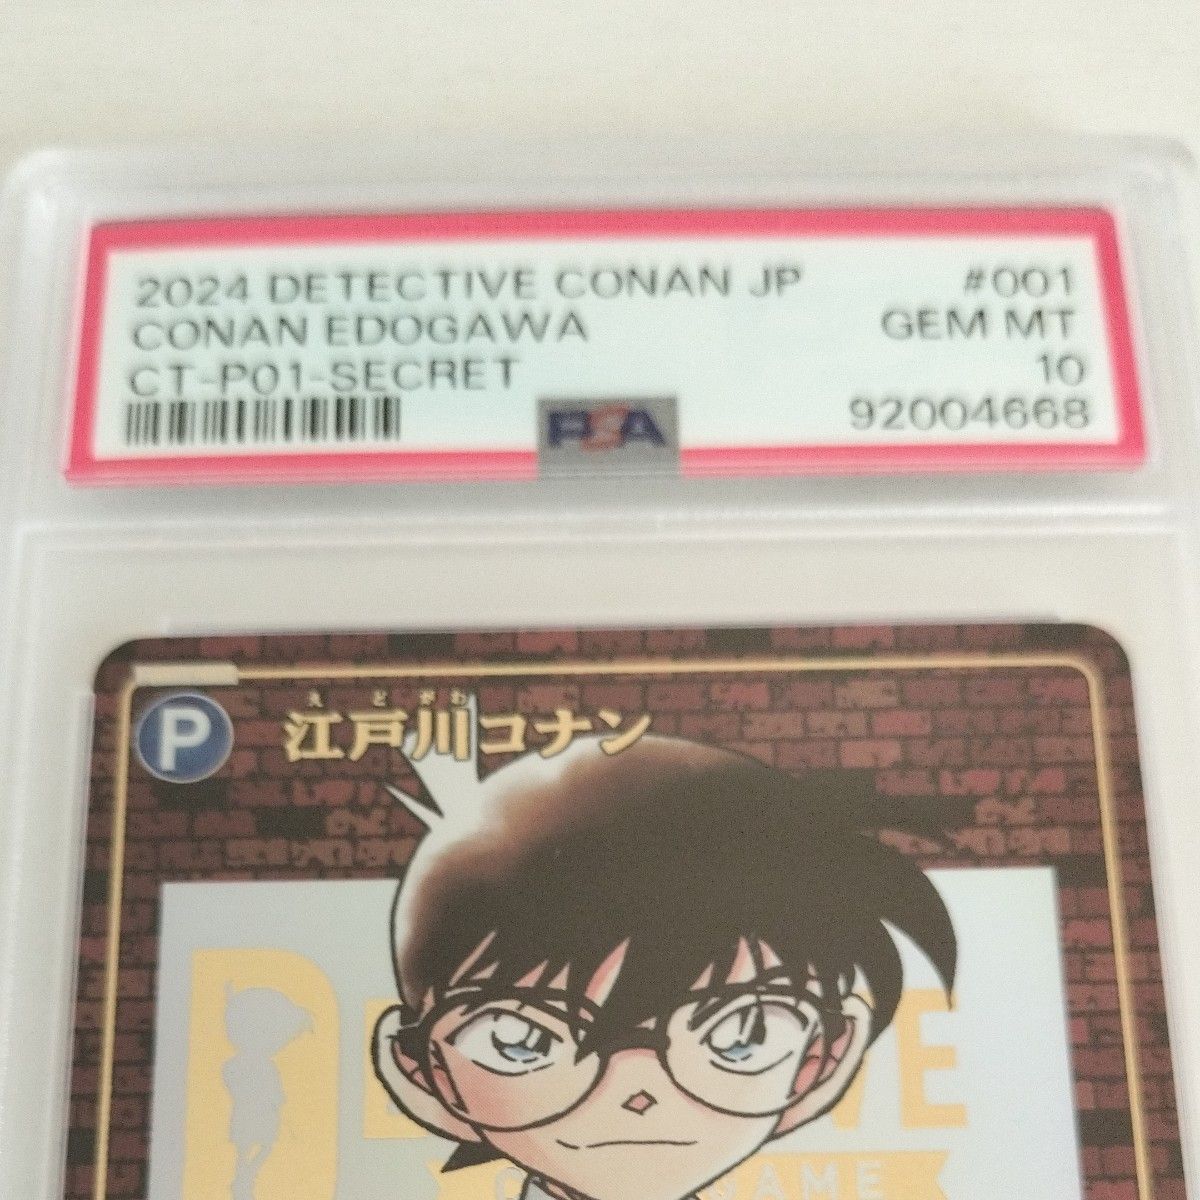 2024 DETECTIVE CONAN JP #001
CONAN EDOGAWA GEM MT
CT-P01-SECRET 10
PSA 92004668
えどがわ
P 江戸川コナン